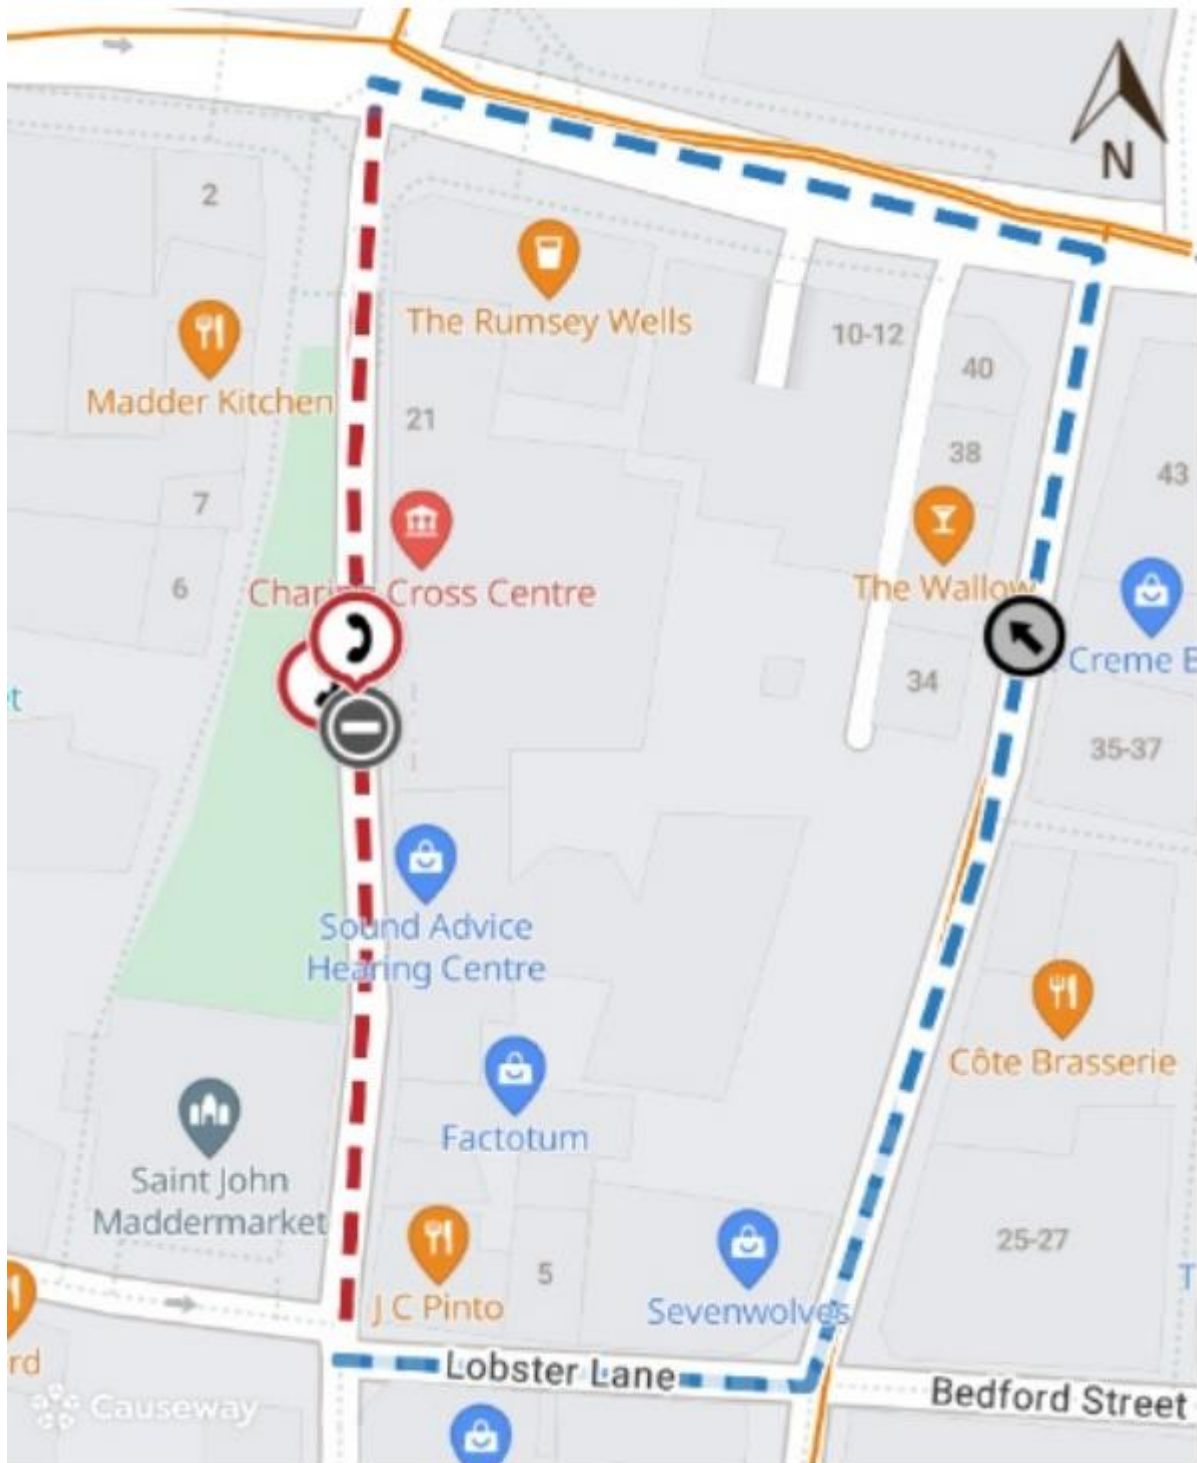 N
2
The Rumsey Wells
10-12
40
Madder Kitchen
21
38
43
7
The Wallow
Charing Cross Centre
6
Creme
34
35-37
Sound Advice
Hearing Centre
Côte Brasserie
Factotum
Saint John
Maddermarket
25-27
5
J C Pinto
Sevenwolves
Lobster Lane
Bedford Street
Causeway